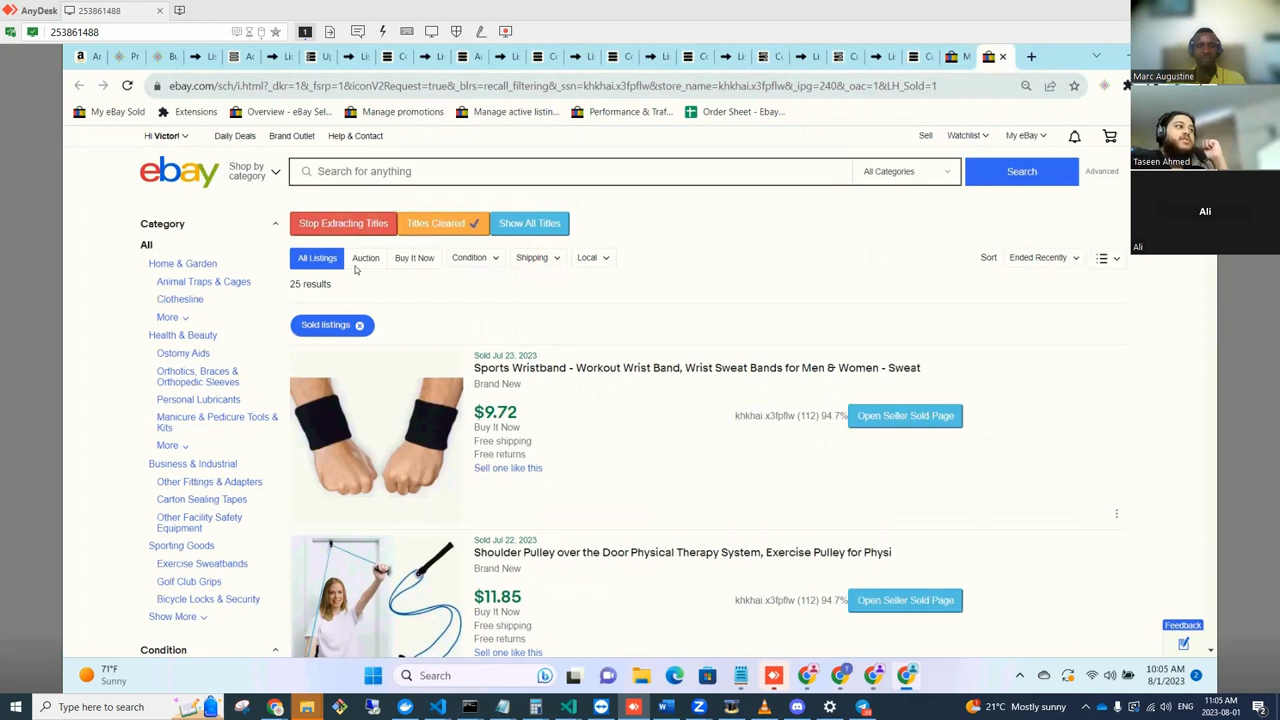 AnyDesk
253861488
253861488
1
Ar
Pr
Bu
Li
Ar
Li
Li
Li
Li
ebay.com/sch/i.html?_dkr=1&_fsrp=1&iconV2Request=true&_blrs=recall_filtering&_ssn=khkhai.x3fpflw&store_name=khkhai.x3fpflw&_ipg=240&_oac=1&LH_Sold=1
My eBay Sold
Extensions
Overview - eBay Sel...
Manage promotions
Manage active listin...
Performance & Traf...
Order Sheet - Ebay...
Hi Victor!
Daily Deals
Brand Outlet
Help & Contact
Sell
Watchlist
My eBay
ebay
Shop by
category
Search for anything
All Categories
Search
Advanced
Category
Stop Extracting Titles
Titles Cleared
Show All Titles
All
All Listings
Auction
Buy It Now
Condition
Shipping
Local
Sort
Ended Recently
25 results
Sold listings
Home & Garden
Animal Traps & Cages
Clothesline
More
Health & Beauty
Ostomy Aids
Orthotics, Braces &
Orthopedic Sleeves
Personal Lubricants
Manicure & Pedicure Tools &
Kits
More
Business & Industrial
Other Fittings & Adapters
Carton Sealing Tapes
Other Facility Safety
Equipment
Sporting Goods
Exercise Sweatbands
Golf Club Grips
Bicycle Locks & Security
Show More
Condition
Sold Jul 23, 2023
Sports Wristband - Workout Wrist Band, Wrist Sweat Bands for Men & Women - Sweat
Brand New
$9.72
Buy It Now
Free shipping
Free returns
Sell one like this
khkhai.x3fpflw (112) 94.7%
Open Seller Sold Page
Sold Jul 22, 2023
Shoulder Pulley over the Door Physical Therapy System, Exercise Pulley for Physi
Brand New
$11.85
Buy It Now
Free shipping
Free returns
Sell one like this
khkhai.x3fpflw (112) 94.7%
Open Seller Sold Page
Feedback
Marc Augustine
Taseen Ahmed
Ali
Ali
71°F
Sunny
Search
10:05 AM
8/1/2023
2
Type here to search
21°C Mostly sunny
11:05 AM
2023-08-01